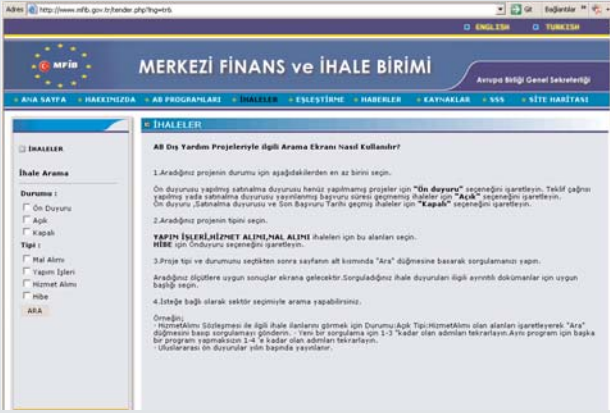 Adres http://www.mfib.gov.tr/tender.php?lng=tr& Git Bağlantılar
ENGLISH TURKISH
MFİB
MERKEZİ FİNANS ve İHALE BİRİMİ
Avrupa Birliği Genel Sekreterliği
ANA SAYFA HAKKIMIZDA AB PROGRAMLARI İHALELER EŞLEŞTİRME HABERLER KAYNAKLAR SSS SİTE HARİTASI
İHALELER
İHALELER
İhale Arama
Durumu :
Ön Duyuru
Açık
Kapalı
Tipi :
Mal Alımı
Yapım İşleri
Hizmet Alımı
Hibe
ARA
AB Dış Yardım Projeleriyle ilgili Arama Ekranı Nasıl Kullanılır?
1.Aradığınız projenin durumu için aşağıdakilerden en az birini seçin.
Ön duyurusu yapılmış satınalma duyurusu henüz yapılmamış projeler için "Ön duyuru" seçeneğini işaretleyin. Teklif çağrısı
yapılmış yada satınalma duyurusu yayınlanmış başvuru süresi geçmemiş ihaleler için "Açık" seçeneğini işaretleyin.
Ön duyuru ,Satınalma duyurusu ve Son Başvuru Tarihi geçmiş ihaleler için "Kapalı" seçeneğini işaretleyin.
2.Aradığınız projenin tipini seçin.
YAPIM İŞLERİ,HİZMET ALIMI,MAL ALIMI ihaleleri için bu alanları seçin.
HİBE için Önduyuru seçeneğini işaretleyin.
3.Proje tipi ve durumunu seçtikten sonra sayfanın alt kısmında "Ara" düğmesine basarak sorgulamanızı yapın.
Aradığınız ölçütlere uygun sonuçlar ekrana gelecektir.Sorguladığınız ihale duyuruları ilgili ayrıntılı dokümanlar için uygun
başlığı seçin.
4.İsteğe bağlı olarak sektör seçimiyle arama yapabilirsiniz.
Örneğin;
- HizmetAlımı Sözleşmesi ile ilgili ihale ilanlarını görmek için Durumu:Açık Tipi:HizmetAlımı olan alanları işaretleyerek "Ara"
düğmesini basıp sorgulamayı gönderin. - Yeni bir sorgulama için 1-3 "kadar olan adımları tekrarlayın.Aynı program için başka
bir program yapmaksızın 1-4 'e kadar olan adımları tekrarlayın.
- Uluslararası ön duyurular yılın başında yayınlanır.